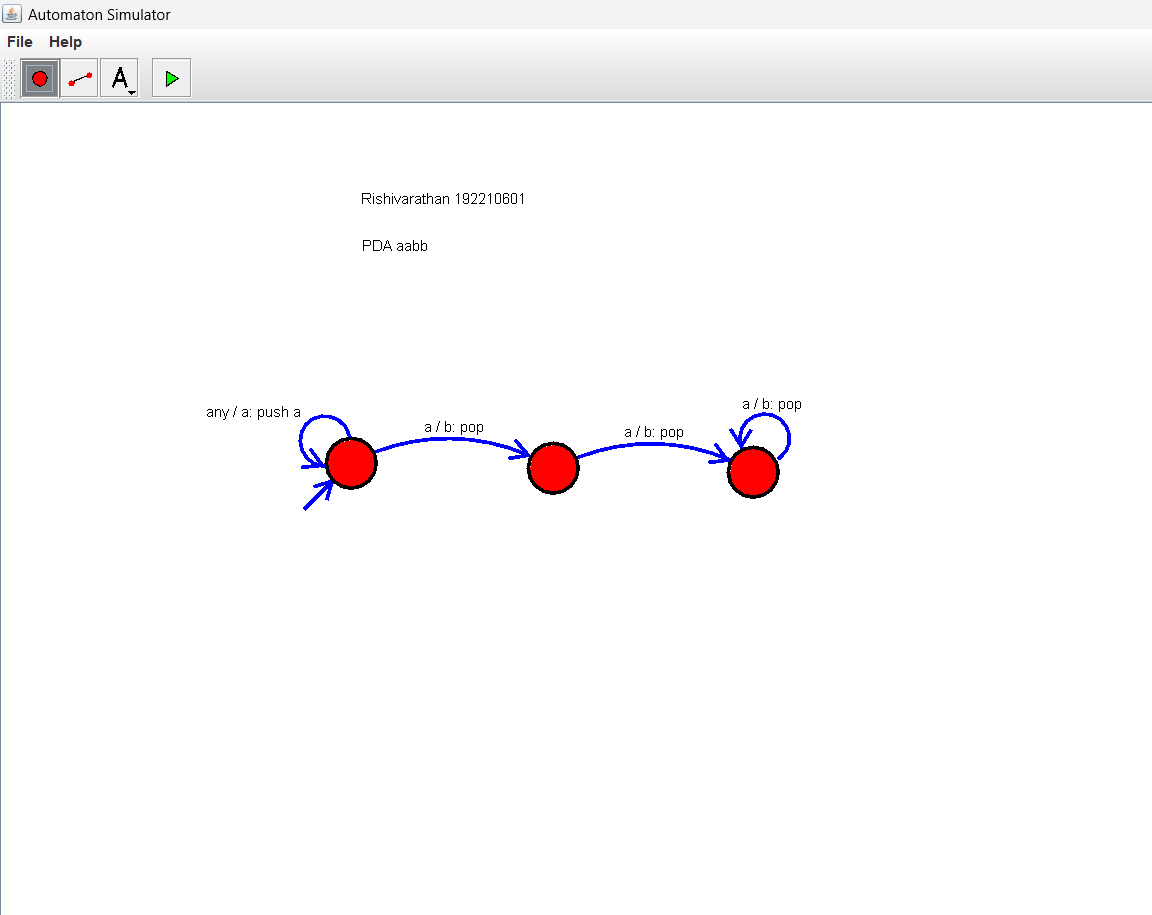 Automaton Simulator
File Help
A
Rishivarathan 192210601
PDA aabb
any / a: push a
a / b: pop
a / b: pop
a / b: pop